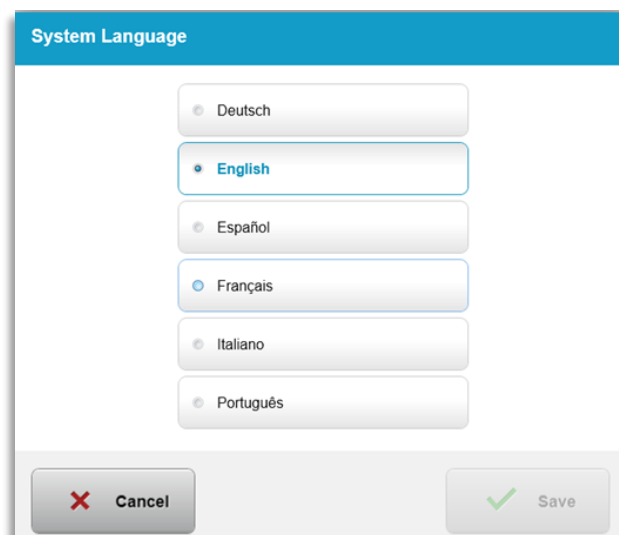 System Language
Deutsch
English
Español
Français
Italiano
Português
Cancel
Save